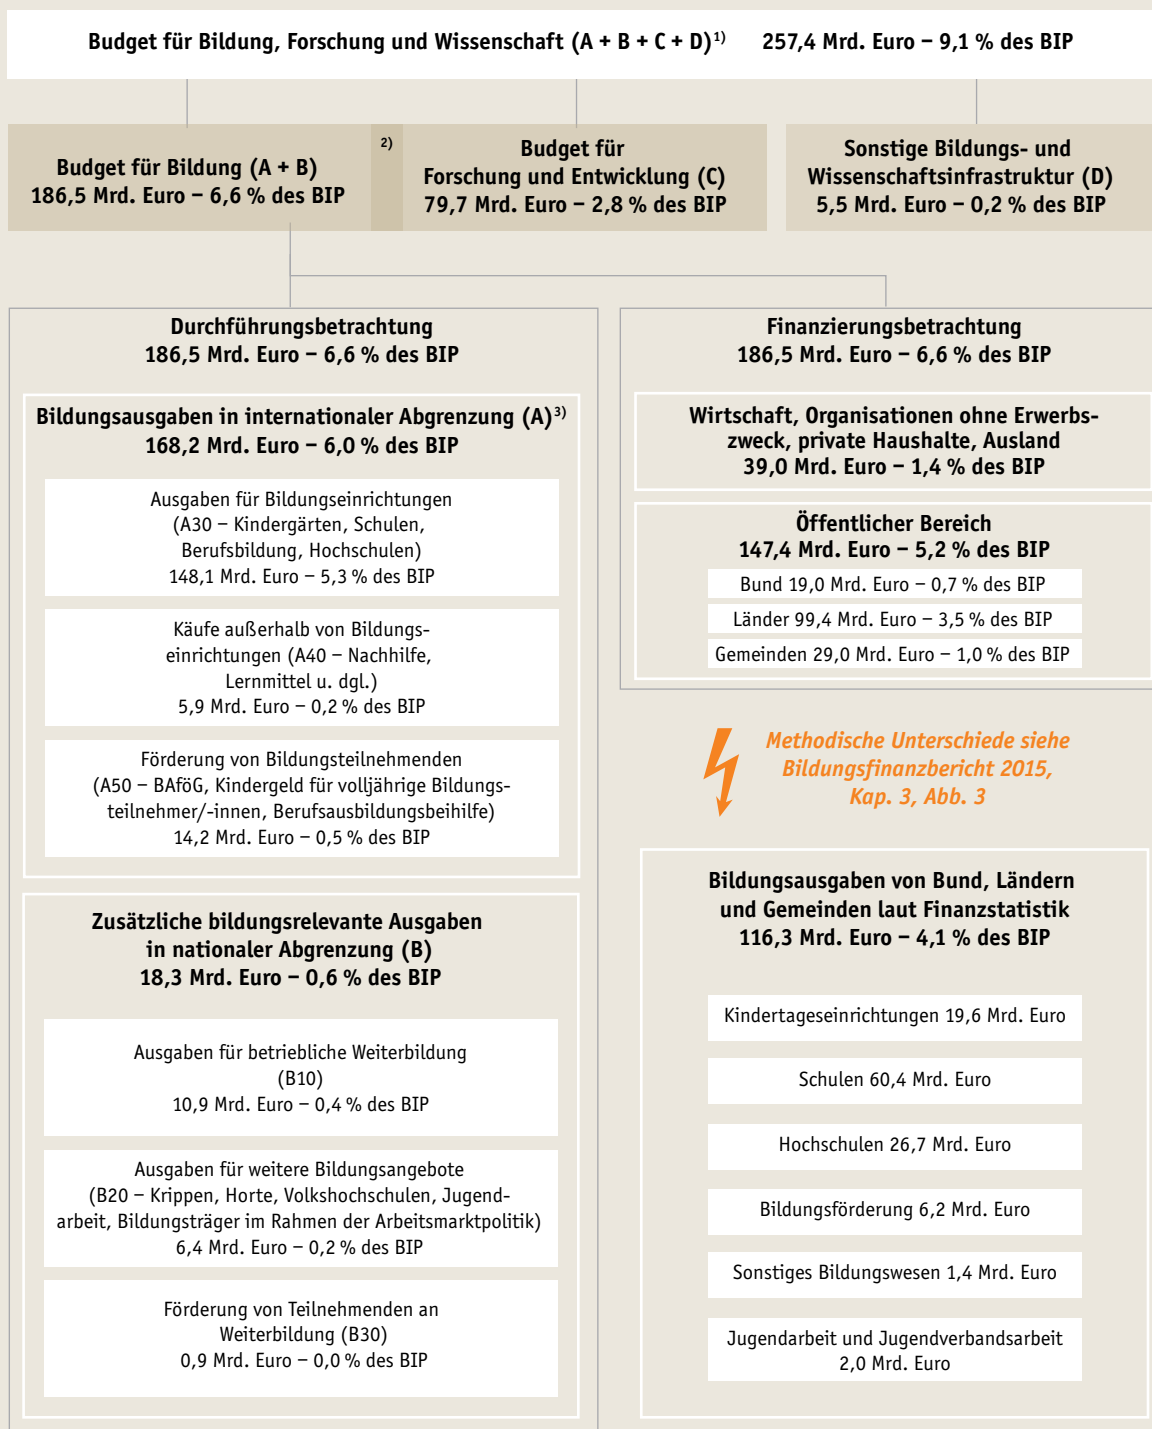 Budget für Bildung, Forschung und Wissenschaft (A + B + C + D)1) 257,4 Mrd. Euro – 9,1 % des BIP
Budget für Bildung (A + B)
186,5 Mrd. Euro – 6,6 % des BIP
2)
Budget für
Forschung und Entwicklung (C)
79,7 Mrd. Euro – 2,8 % des BIP
Sonstige Bildungs- und
Wissenschaftsinfrastruktur (D)
5,5 Mrd. Euro – 0,2 % des BIP
Durchführungsbetrachtung
186,5 Mrd. Euro – 6,6 % des BIP
Bildungsausgaben in internationaler Abgrenzung (A)3)
168,2 Mrd. Euro – 6,0 % des BIP
Ausgaben für Bildungseinrichtungen
(A30 – Kindergärten, Schulen,
Berufsbildung, Hochschulen)
148,1 Mrd. Euro – 5,3 % des BIP
Käufe außerhalb von Bildungs-
einrichtungen (A40 – Nachhilfe,
Lernmittel u. dgl.)
5,9 Mrd. Euro – 0,2 % des BIP
Förderung von Bildungsteilnehmenden
(A50 – BAföG, Kindergeld für volljährige Bildungs-
teilnehmer/-innen, Berufsausbildungsbeihilfe)
14,2 Mrd. Euro – 0,5 % des BIP
Zusätzliche bildungsrelevante Ausgaben
in nationaler Abgrenzung (B)
18,3 Mrd. Euro – 0,6 % des BIP
Ausgaben für betriebliche Weiterbildung
(B10)
10,9 Mrd. Euro – 0,4 % des BIP
Ausgaben für weitere Bildungsangebote
(B20 – Krippen, Horte, Volkshochschulen, Jugend-
arbeit, Bildungsträger im Rahmen der Arbeitsmarktpolitik)
6,4 Mrd. Euro – 0,2 % des BIP
Förderung von Teilnehmenden an
Weiterbildung (B30)
0,9 Mrd. Euro – 0,0 % des BIP
Finanzierungsbetrachtung
186,5 Mrd. Euro – 6,6 % des BIP
Wirtschaft, Organisationen ohne Erwerbs-
zweck, private Haushalte, Ausland
39,0 Mrd. Euro – 1,4 % des BIP
Öffentlicher Bereich
147,4 Mrd. Euro – 5,2 % des BIP
Bund 19,0 Mrd. Euro – 0,7 % des BIP
Länder 99,4 Mrd. Euro – 3,5 % des BIP
Gemeinden 29,0 Mrd. Euro – 1,0 % des BIP
Methodische Unterschiede siehe
Bildungsfinanzbericht 2015,
Kap. 3, Abb. 3
Bildungsausgaben von Bund, Ländern
und Gemeinden laut Finanzstatistik
116,3 Mrd. Euro – 4,1 % des BIP
Kindertageseinrichtungen 19,6 Mrd. Euro
Schulen 60,4 Mrd. Euro
Hochschulen 26,7 Mrd. Euro
Bildungsförderung 6,2 Mrd. Euro
Sonstiges Bildungswesen 1,4 Mrd. Euro
Jugendarbeit und Jugendverbandsarbeit
2,0 Mrd. Euro